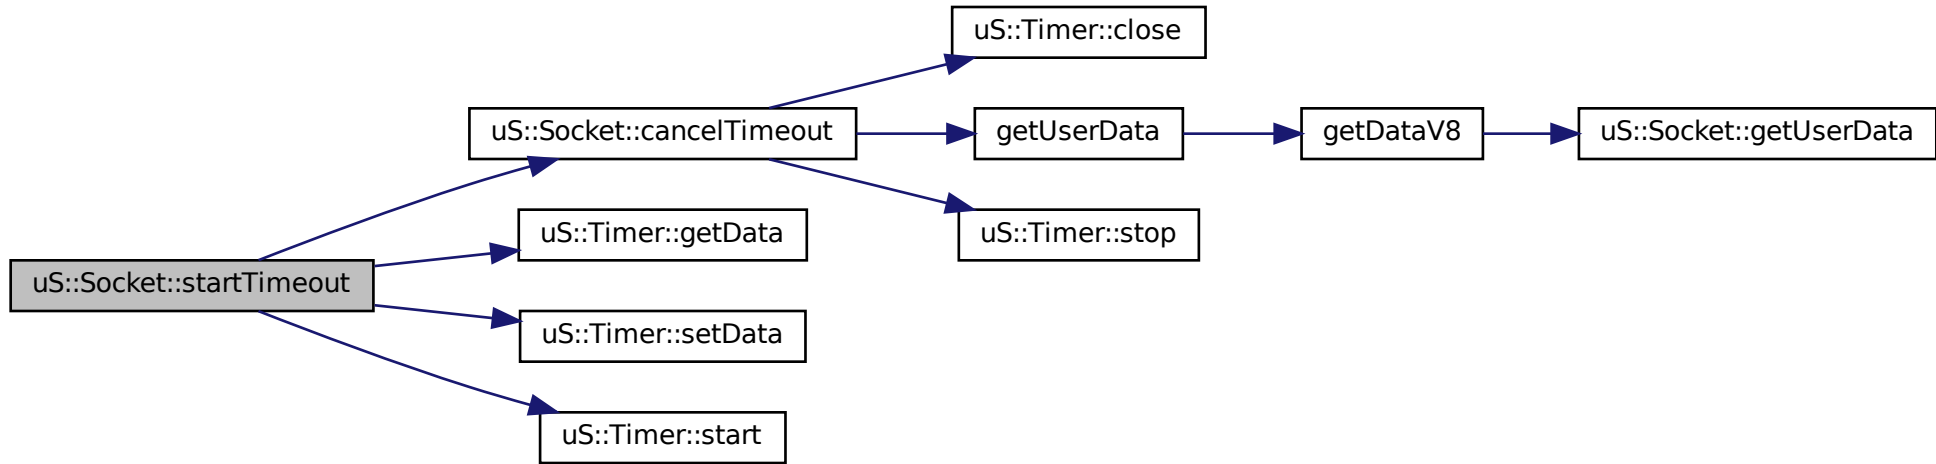 uS::Timer::close
uS::Socket::cancelTimeout
getUserData
getDataV8
uS::Socket::getUserData
uS::Timer::getData
uS::Timer::stop
uS::Socket::startTimeout
uS::Timer::setData
uS::Timer::start